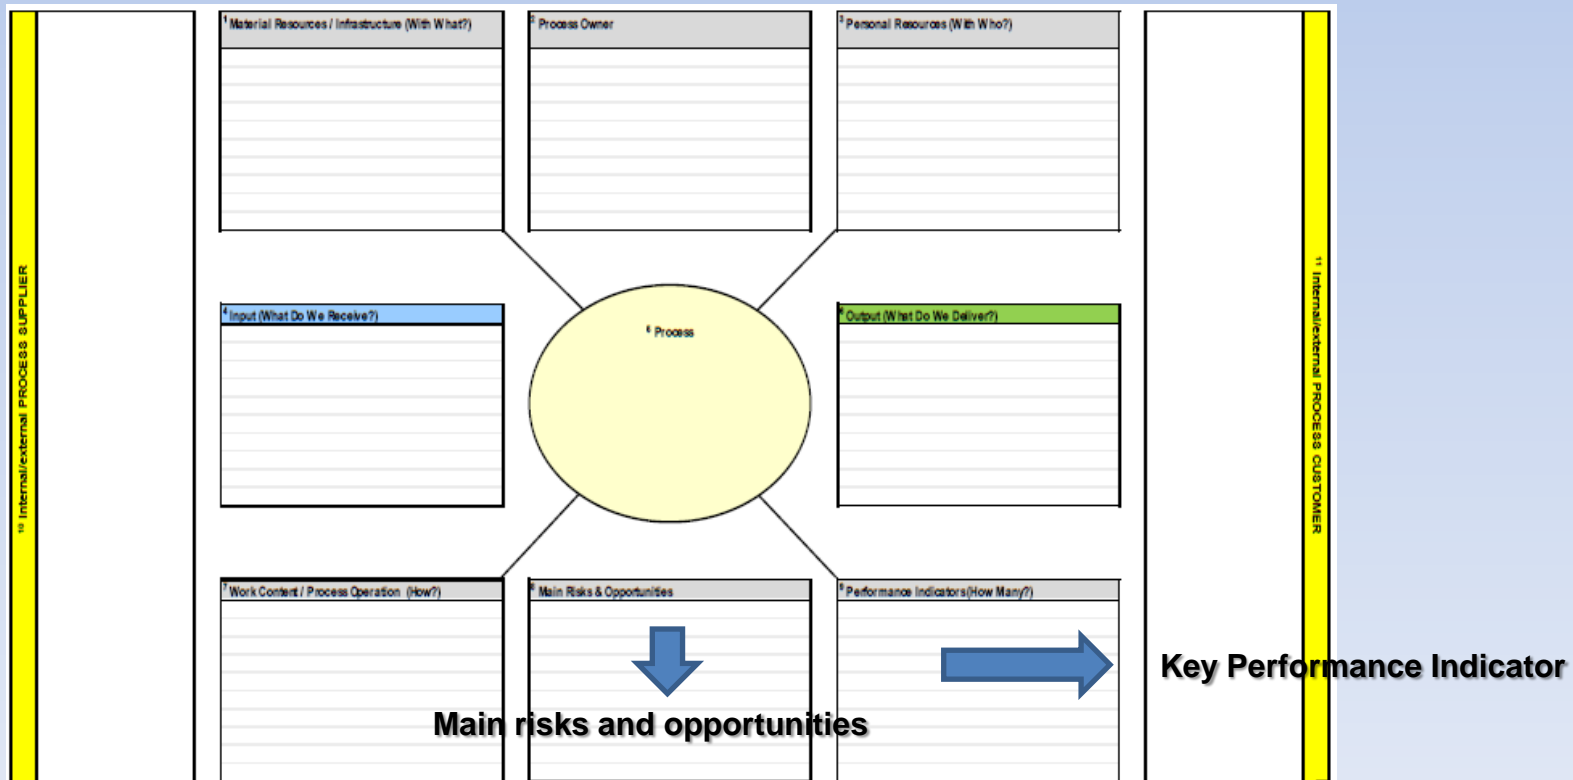 1 Material Resources / Infrastructure (With What?)
2 Process Owner
3 Personal Resources (With Who?)
10 Internal/external PROCESS SUPPLIER
4 Input (What Do We Receive?)
5 Process
6 Output (What Do We Deliver?)
11 Internal/external PROCESS CUSTOMER
7 Work Content / Process Operation (How?)
8 Main Risks & Opportunities
9 Performance Indicators(How Many?)
Key Performance Indicator
Main risks and opportunities